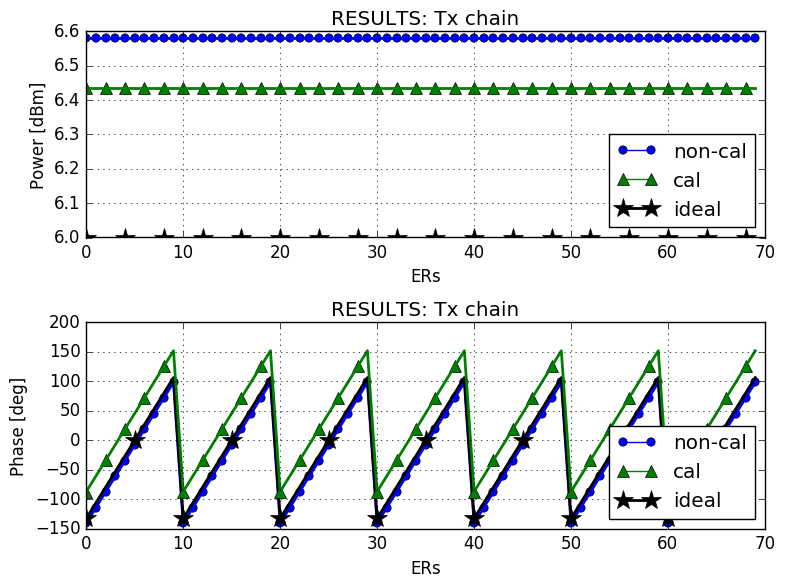 RESULTS: Tx chain
6.6
6.5
6.4
6.3
6.2
6.1
6.0
Power [dBm]
non-cal
cal
ideal
0 10 20 30 40 50 60 70
ERs
RESULTS: Tx chain
200
150
100
50
0
−50
−100
−150
Phase [deg]
non-cal
cal
ideal
0 10 20 30 40 50 60 70
ERs